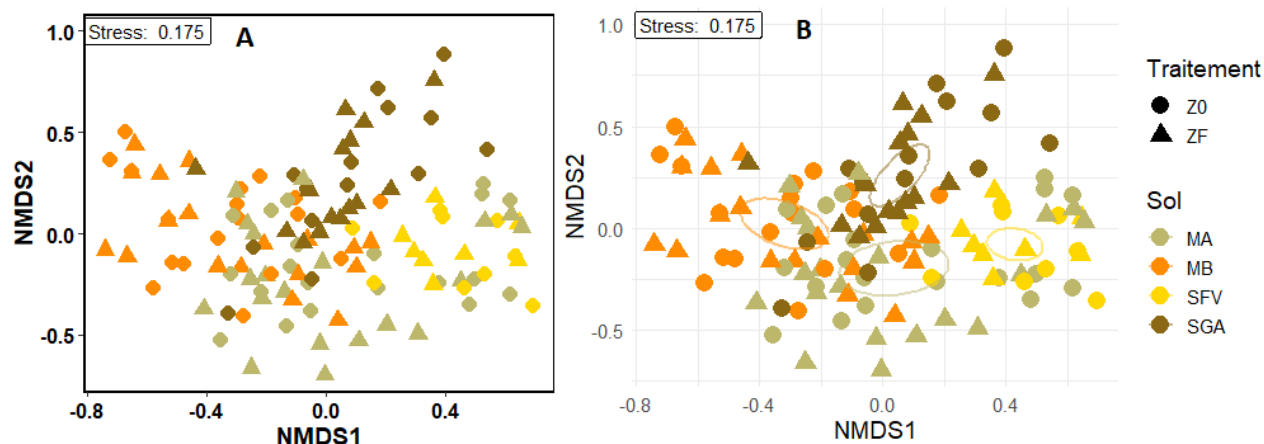 Stress: 0.175
A
1.0
0.5
0.0
-0.5
NMDS2
-0.8
-0.4
0.0
0.4
NMDS1
Stress: 0.175
B
1.0
0.5
0.0
-0.5
NMDS2
-0.8
-0.4
0.0
0.4
NMDS1
Traitement
Z0
ZF
Sol
MA
MB
SFV
SGA